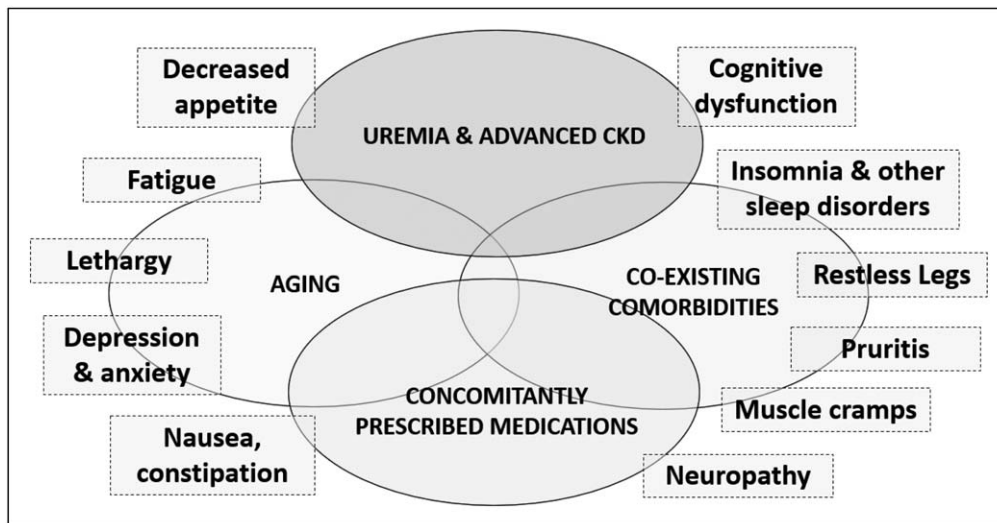 Decreased
appetite
Cognitive
dysfunction
UREMIA & ADVANCED CKD
Fatigue
Insomnia & other
sleep disorders
Lethargy
AGING
CO-EXISTING
COMORBIDITIES
Restless Legs
Depression
& anxiety
Pruritis
CONCOMITANTLY
PRESCRIBED MEDICATIONS
Muscle cramps
Nausea,
constipation
Neuropathy